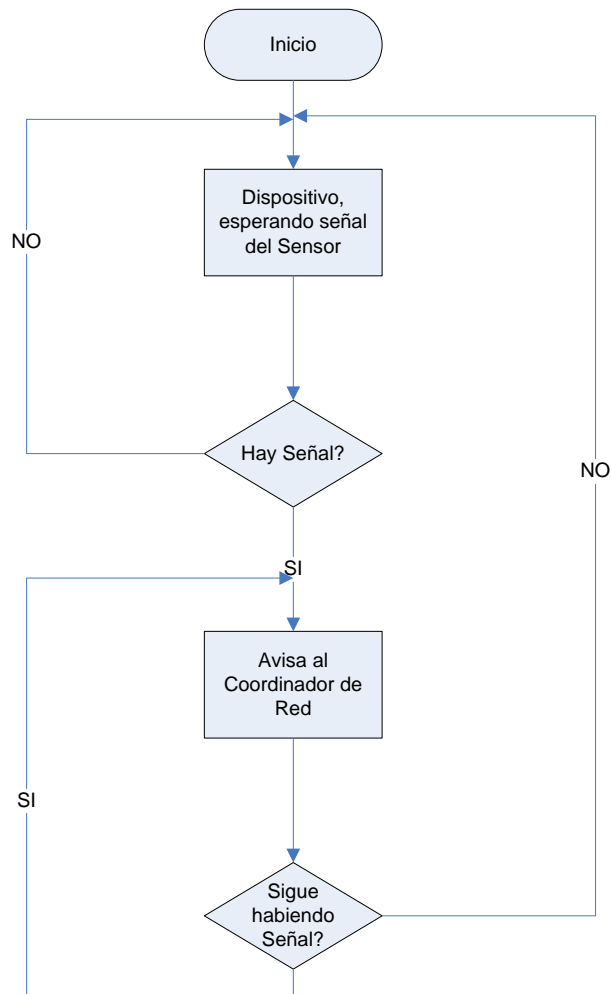 Inicio
Dispositivo,
esperando señal
del Sensor
NO
Hay Señal?
NO
SI
Avisa al
Coordinador de
Red
SI
Sigue
habiendo
Señal?